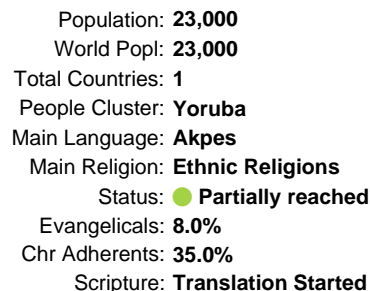 Population: 23,000
World Popl: 23,000
Total Countries: 1
People Cluster: Yoruba
Main Language: Akpes
Main Religion: Ethnic Religions
Status: Partially reached
Evangelicals: 8.0%
Chr Adherents: 35.0%
Scripture: Translation Started